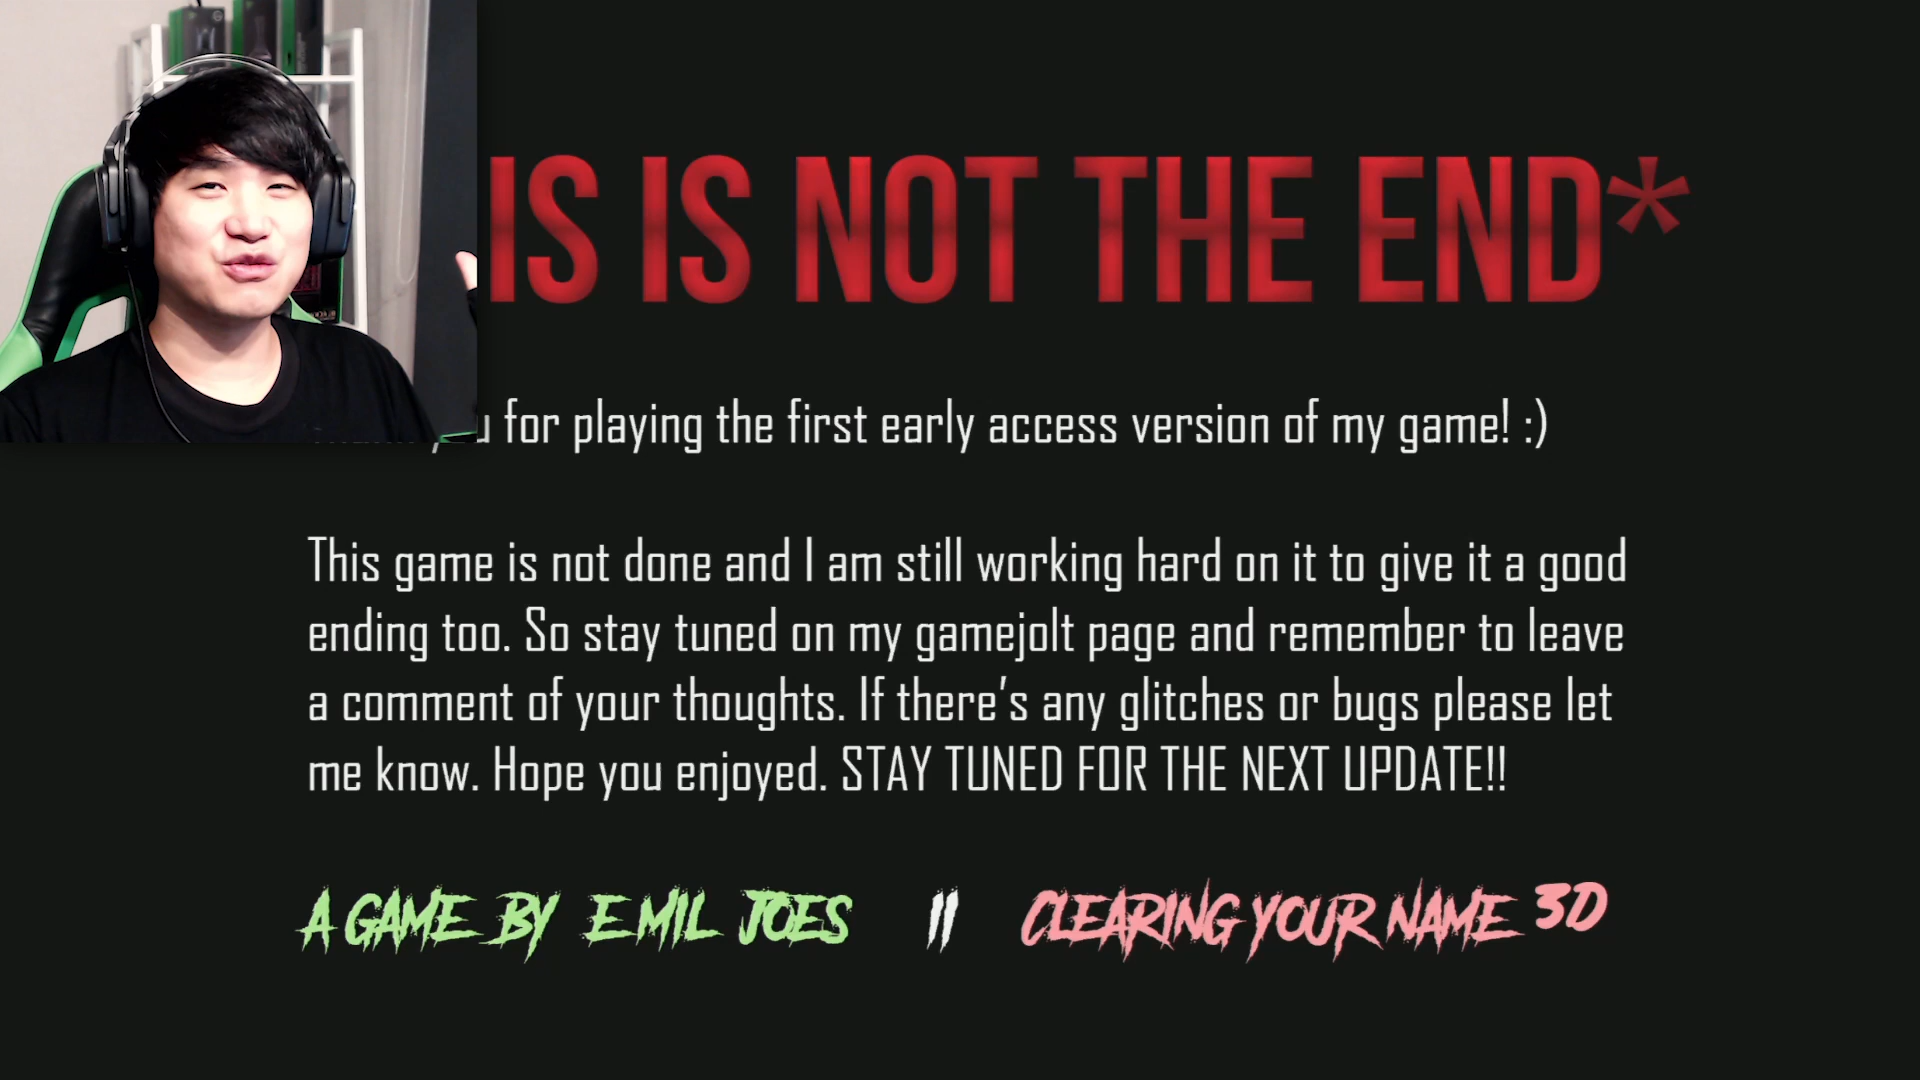 IS IS NOT THE END*
for playing the first early access version of my game! :)
This game is not done and I am still working hard on it to give it a good
ending too. So stay tuned on my gamejolt page and remember to leave
a comment of your thoughts. If there's any glitches or bugs please let
me know. Hope you enjoyed. STAY TUNED FOR THE NEXT UPDATE!!
A GAME BY EMIL JOES || CLEARING YOUR NAME 3D